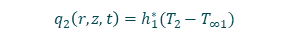 q₂(r,z,t) = h₁*(T₂ − T∞₁)